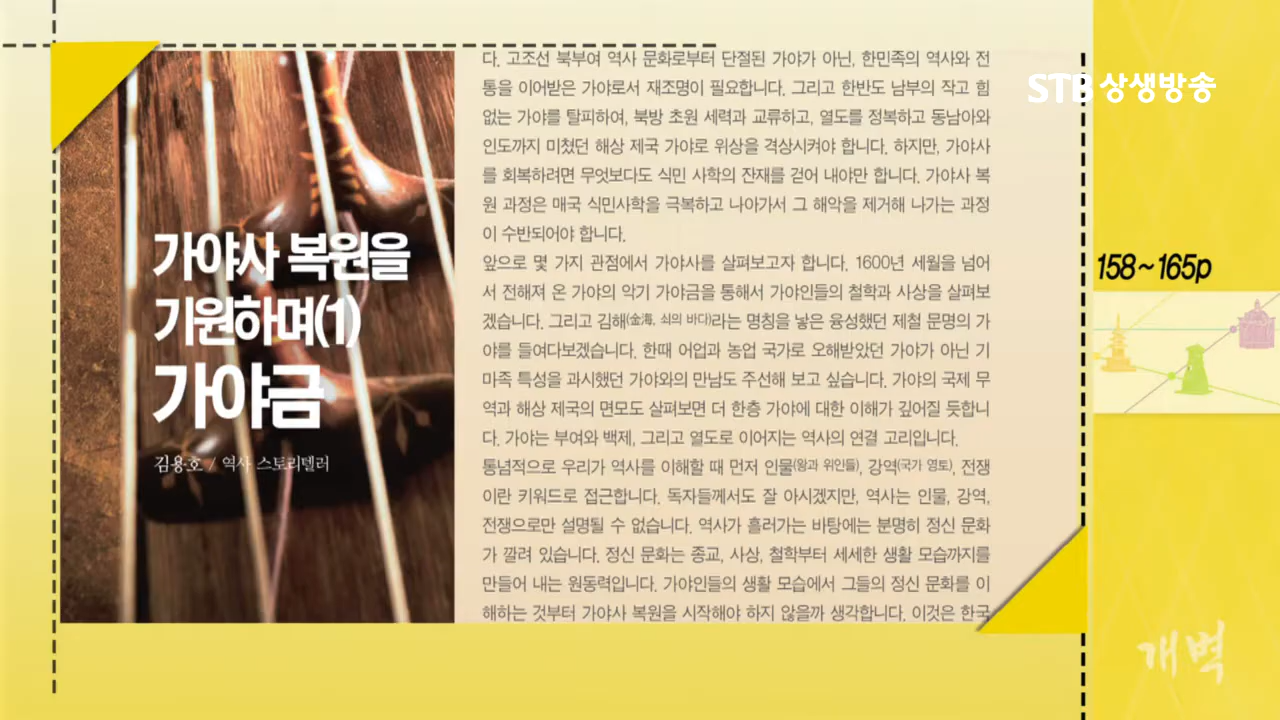 STB 상생방송
가야사 복원을
기원하며(1)
가야금
김용호 / 역사 스토리텔러
다. 고조선 북부여 역사 문화로부터 단절된 가야가 아닌, 한민족의 역사와 전
통을 이어받은 가야로서 재조명이 필요합니다. 그리고 한반도 남부의 작고 힘
없는 가야를 탈피하여, 북방 초원 세력과 교류하고, 열도를 정복하고 동남아와
인도까지 미쳤던 해상 제국 가야로 위상을 격상시켜야 합니다. 하지만, 가야사
를 회복하려면 무엇보다도 식민 사학의 잔재를 걷어 내야만 합니다. 가야사 복
원 과정은 매국 식민사학을 극복하고 나아가서 그 해악을 제거해 나가는 과정
이 수반되어야 합니다.
앞으로 몇 가지 관점에서 가야사를 살펴보고자 합니다. 1600년 세월을 넘어
서 전해져 온 가야의 악기 가야금을 통해서 가야인들의 철학과 사상을 살펴보
겠습니다. 그리고 김해(金海, 쇠의 바다)라는 명칭을 낳은 융성했던 제철 문명의 가
야를 들여다보겠습니다. 한때 어업과 농업 국가로 오해받았던 가야가 아닌 기
마족 특성을 과시했던 가야와의 만남도 주선해 보고 싶습니다. 가야의 국제 무
역과 해상 제국의 면모도 살펴보면 더 한층 가야에 대한 이해가 깊어질 듯합니
다. 가야는 부여와 백제, 그리고 열도로 이어지는 역사의 연결 고리입니다.
통념적으로 우리가 역사를 이해할 때 먼저 인물(왕과 위인들), 강역(국가 영토), 전쟁
이란 키워드로 접근합니다. 독자들께서도 잘 아시겠지만, 역사는 인물, 강역,
전쟁으로만 설명될 수 없습니다. 역사가 흘러가는 바탕에는 분명히 정신 문화
가 깔려 있습니다. 정신 문화는 종교, 사상, 철학부터 세세한 생활 모습까지를
만들어 내는 원동력입니다. 가야인들의 생활 모습에서 그들의 정신 문화를 이
해하는 것부터 가야사 복원을 시작해야 하지 않을까 생각합니다. 이것은 한국
158~165p
개벽